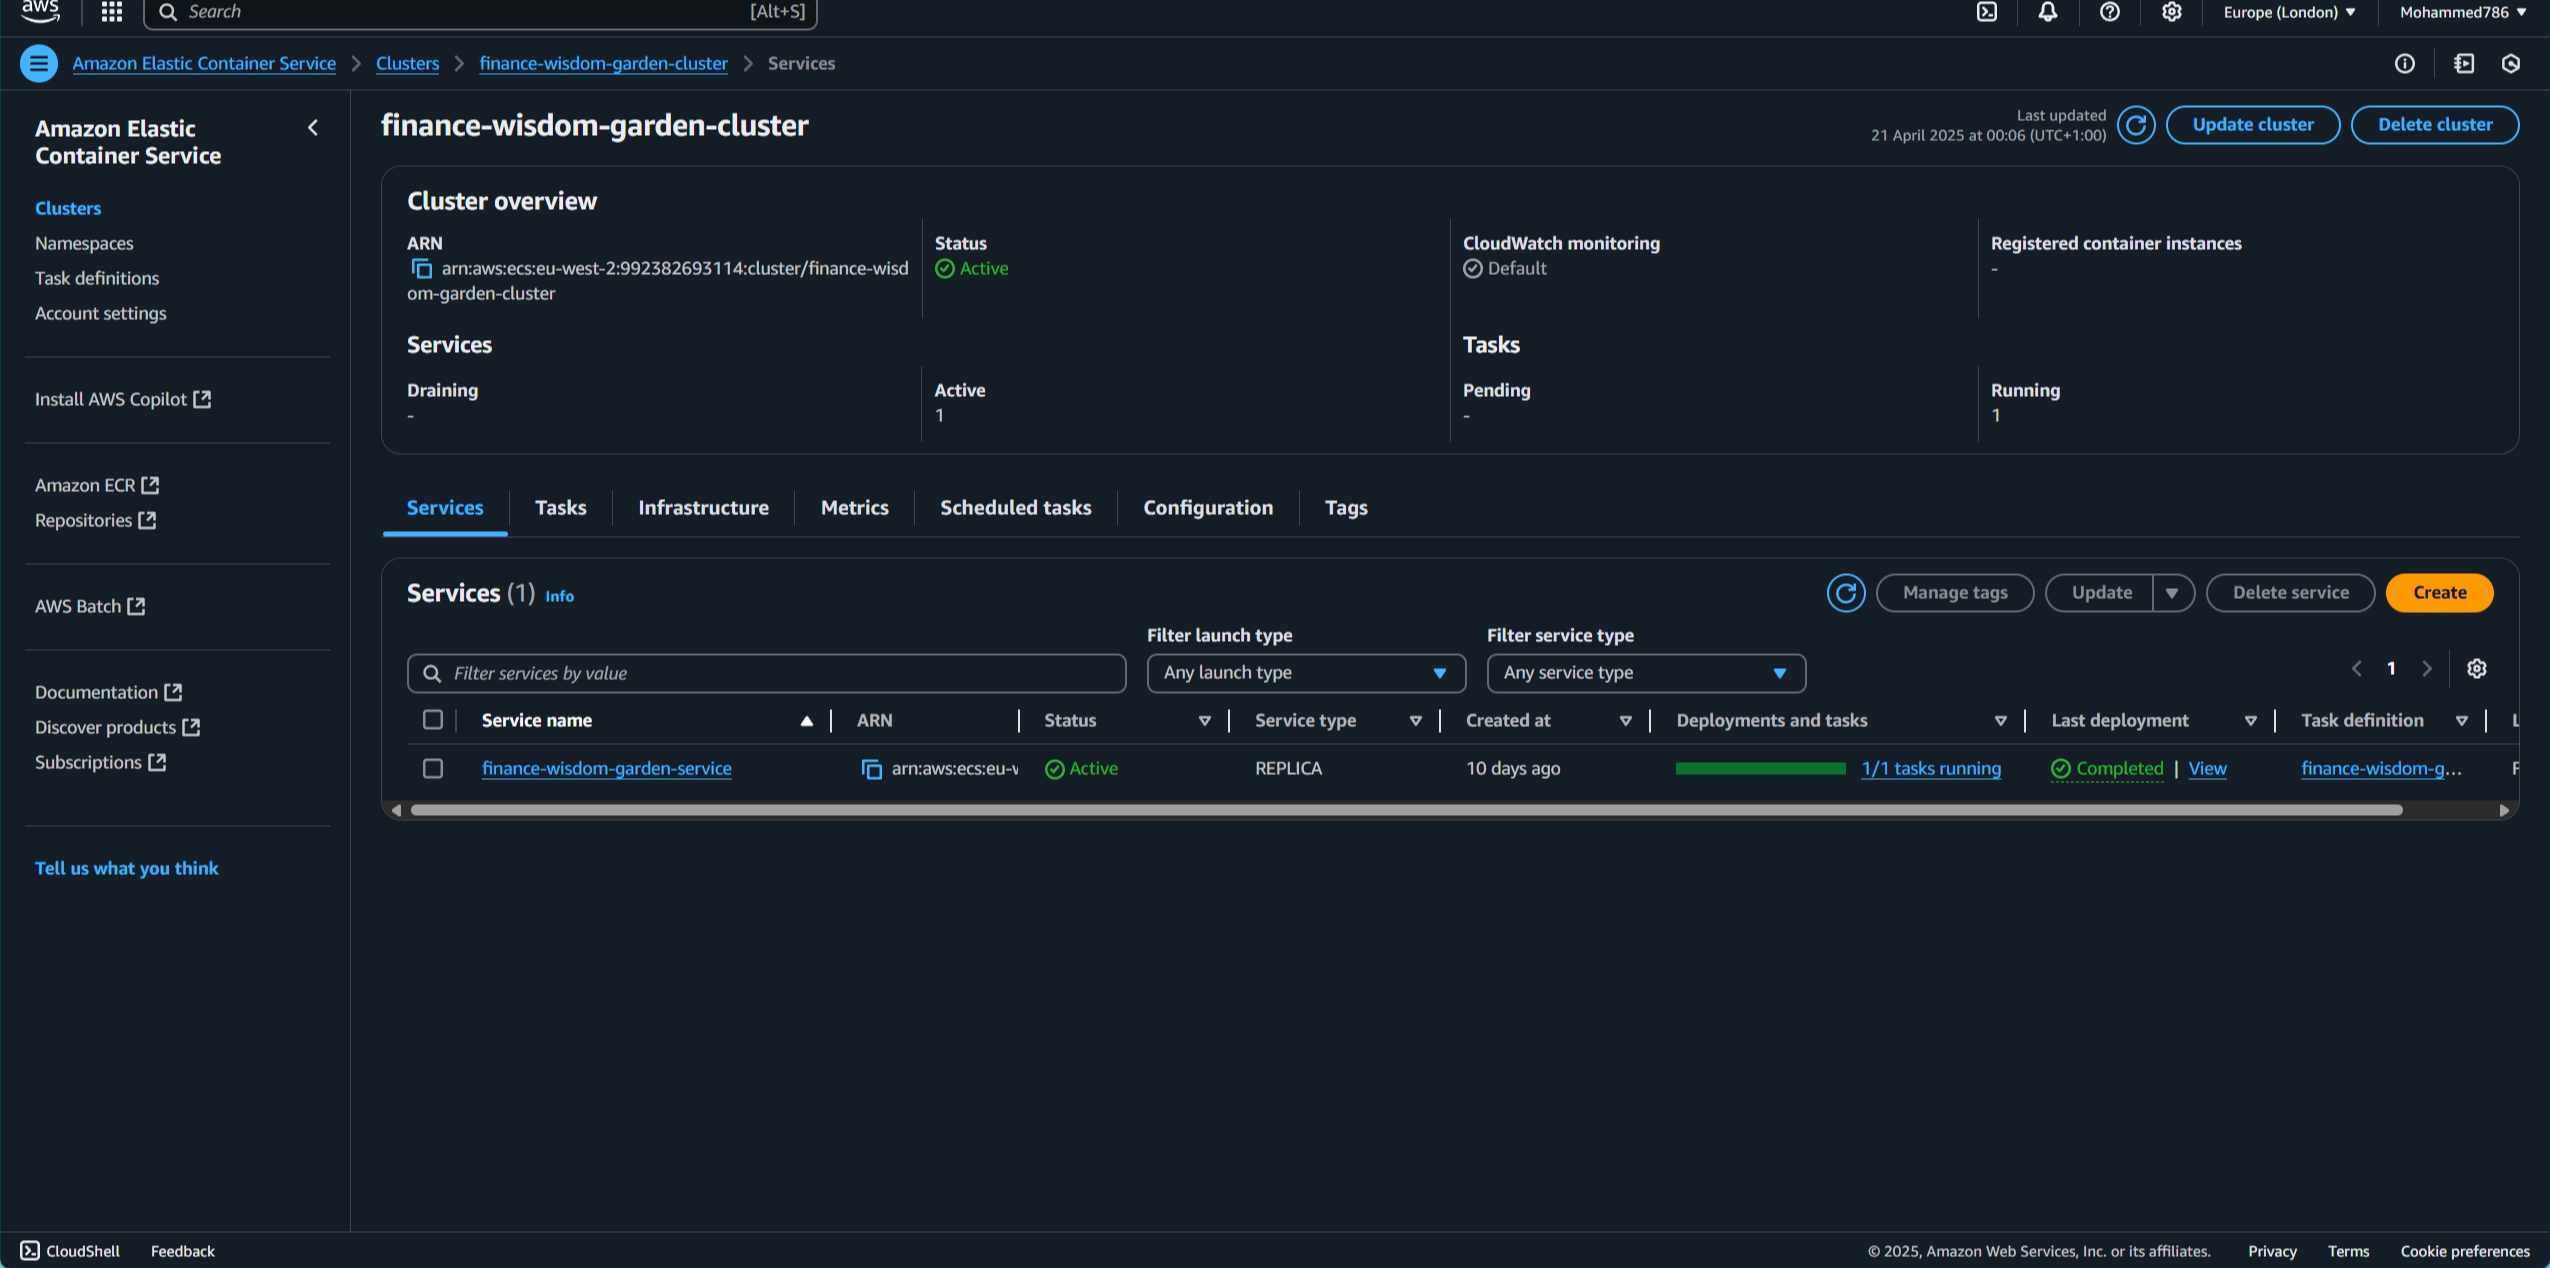 aws
Search
[Alt+S]
Europe (London)
Mohammed786
Amazon Elastic Container Service
Clusters
finance-wisdom-garden-cluster
Services
Amazon Elastic
Container Service
Clusters
Namespaces
Task definitions
Account settings
Install AWS Copilot
Amazon ECR
Repositories
AWS Batch
Documentation
Discover products
Subscriptions
Tell us what you think
finance-wisdom-garden-cluster
Last updated
21 April 2025 at 00:06 (UTC+1:00)
Update cluster
Delete cluster
Cluster overview
ARN
arn:aws:ecs:eu-west-2:992382693114:cluster/finance-wisd
om-garden-cluster
Status
Active
CloudWatch monitoring
Default
Registered container instances
-
Services
Tasks
Draining
-
Active
1
Pending
-
Running
1
Services
Tasks
Infrastructure
Metrics
Scheduled tasks
Configuration
Tags
Services (1) Info
Manage tags
Update
Delete service
Create
Filter launch type
Filter service type
Filter services by value
Any launch type
Any service type
1
Service name
ARN
Status
Service type
Created at
Deployments and tasks
Last deployment
Task definition
finance-wisdom-garden-service
arn:aws:ecs:eu-
Active
REPLICA
10 days ago
1/1 tasks running
Completed | View
finance-wisdom-g...
CloudShell
Feedback
© 2025, Amazon Web Services, Inc. or its affiliates.
Privacy
Terms
Cookie preferences